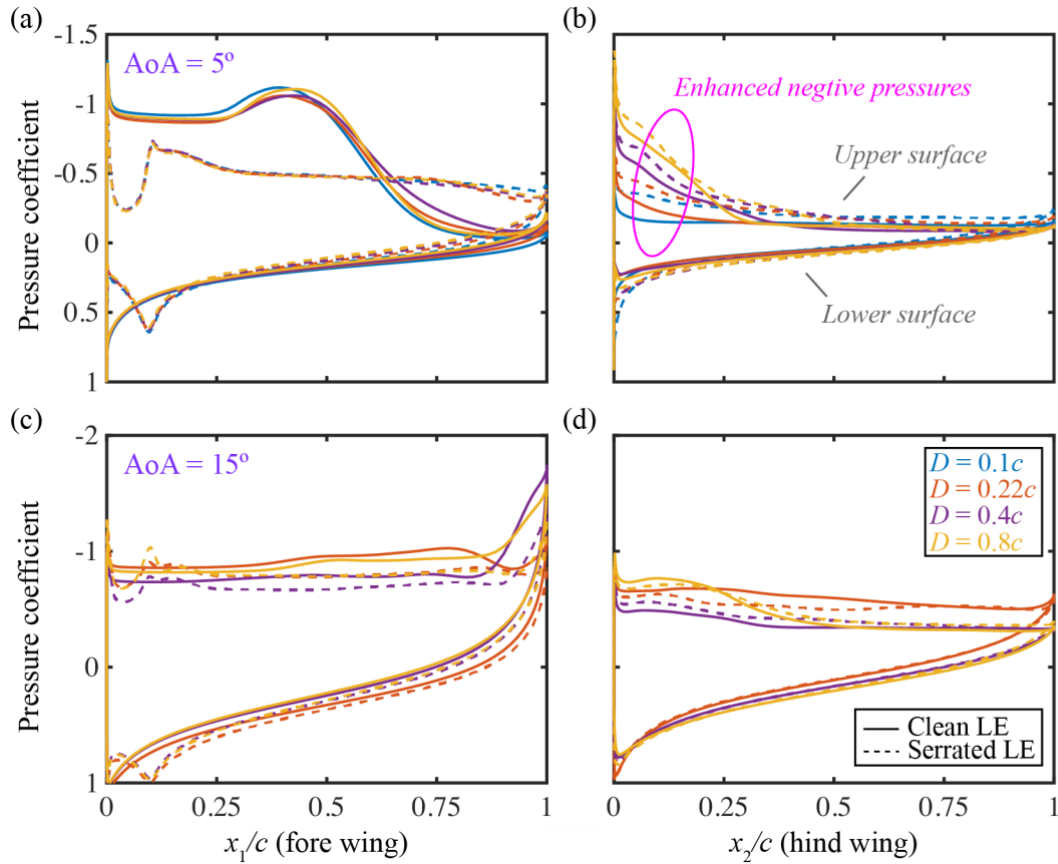 (a)
(b)
-1.5
-1
-0.5
0
0.5
1
Pressure coefficient
AoA = 5º
Enhanced negtive pressures
Upper surface
Lower surface
(c)
(d)
-2
-1
0
1
Pressure coefficient
AoA = 15º
D = 0.1c
D = 0.22c
D = 0.4c
D = 0.8c
Clean LE
Serrated LE
0 0.25 0.5 0.75 1
0 0.25 0.5 0.75 1
x1/c (fore wing)
x2/c (hind wing)